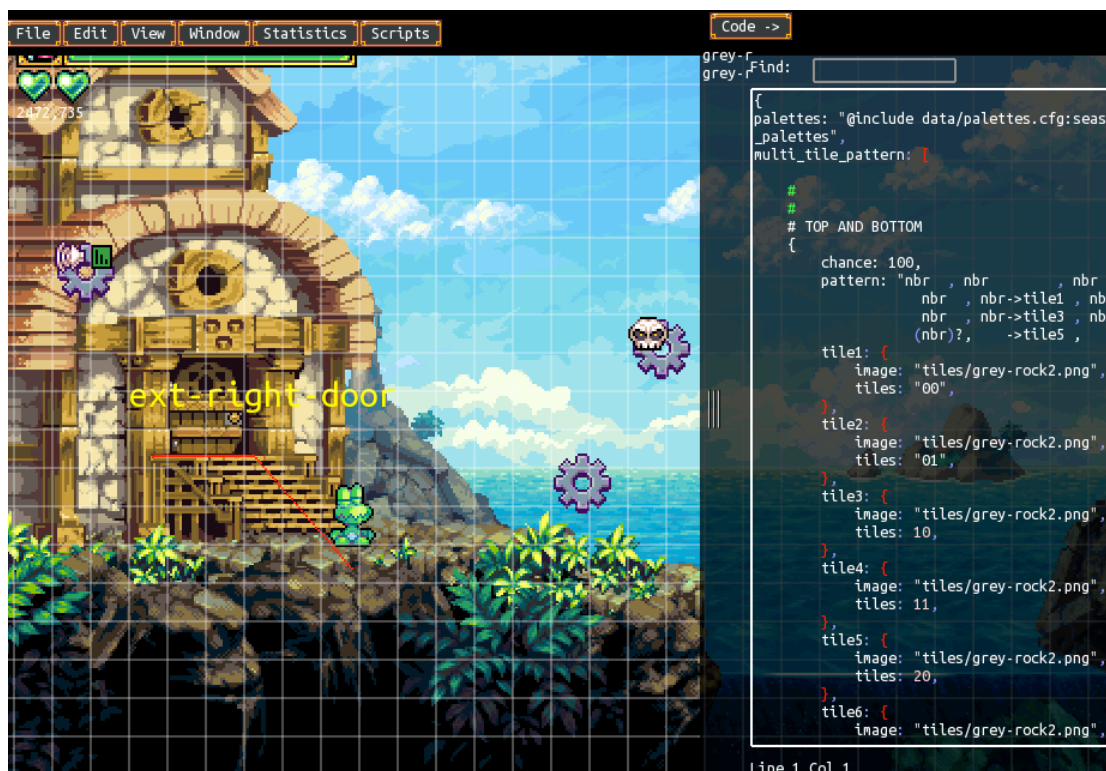 File Edit View Window Statistics Scripts
Code ->
grey-r
grey-r
Find:
2472,735
ext-right-door
{
palettes: "@include data/palettes.cfg:seas
_palettes",
multi_tile_pattern: [
#
#
# TOP AND BOTTOM
{
chance: 100,
pattern: "nbr , nbr , nbr
nbr , nbr->tile1 , nb
nbr , nbr->tile3 , nb
(nbr)?, ->tile5 ,
tile1: {
image: "tiles/grey-rock2.png",
tiles: "00",
},
tile2: {
image: "tiles/grey-rock2.png",
tiles: "01",
},
tile3: {
image: "tiles/grey-rock2.png",
tiles: 10,
},
tile4: {
image: "tiles/grey-rock2.png",
tiles: 11,
},
tile5: {
image: "tiles/grey-rock2.png",
tiles: 20,
},
tile6: {
image: "tiles/grey-rock2.png",
Line 1 Col 1